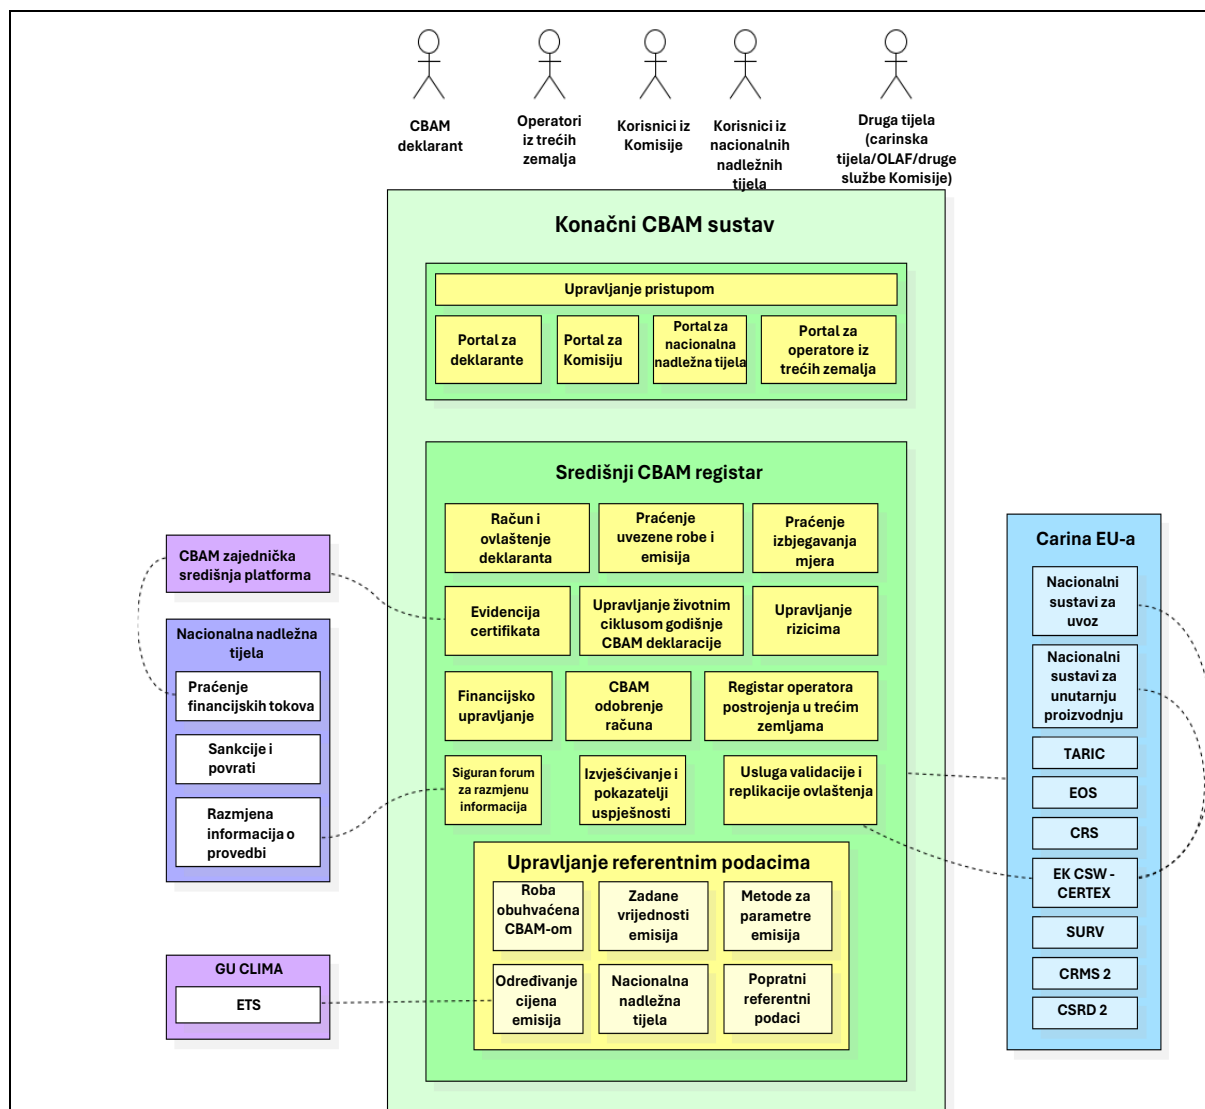 CBAM
deklarant
Operatori
iz trećih
zemalja
Korisnici iz
Komisije
Korisnici iz
nacionalnih
nadležnih
tijela
Druga tijela
(carinska
tijela/OLAF/druge
službe Komisije)
Konačni CBAM sustav
Upravljanje pristupom
Portal za
deklarante
Portal za
Komisiju
Portal za
nacionalna
nadležna tijela
Portal za
operatore iz
trećih zemalja
Središnji CBAM registar
Račun i
ovlaštenje
deklaranta
Praćenje
uvezene robe i
emisija
Praćenje
izbjegavanja
mjera
Evidencija
certifikata
Upravljanje životnim
ciklusom godišnje
CBAM deklaracije
Upravljanje
rizicima
Financijsko
upravljanje
CBAM
odobrenje
računa
Registar operatora
postrojenja u trećim
zemljama
Siguran forum
za razmjenu
informacija
Izvješćivanje i
pokazatelji
uspješnosti
Usluga validacije i
replikacije ovlaštenja
Upravljanje referentnim podacima
Roba
obuhvaćena
CBAM-om
Zadane
vrijednosti
emisija
Metode za
parametre
emisija
Određivanje
cijena
emisija
Nacionalna
nadležna
tijela
Popratni
referentni
podaci
CBAM zajednička
središnja platforma
Nacionalna nadležna
tijela
Praćenje
financijskih tokova
Sankcije i
povrati
Razmjena
informacija o
provedbi
GU CLIMA
ETS
Carina EU-a
Nacionalni
sustavi za
uvoz
Nacionalni
sustavi za
unutarnju
proizvodnju
TARIC
EOS
CRS
EK CSW -
CERTEX
SURV
CRMS 2
CSRD 2